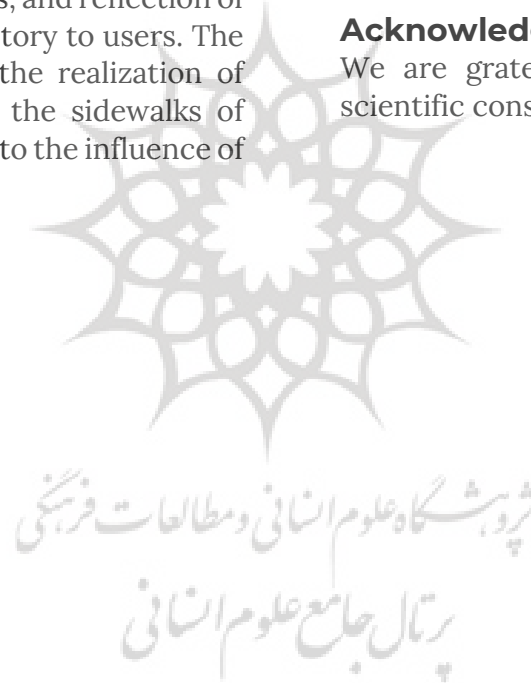 s, and reflection of
tory to users. The
the realization of
the sidewalks of
to the influence of
Acknowled
We are grate
scientific cons
پژوهشگاه علوم انسانی و مطالعات فرهنگی
پرتال جامع علوم انسانی